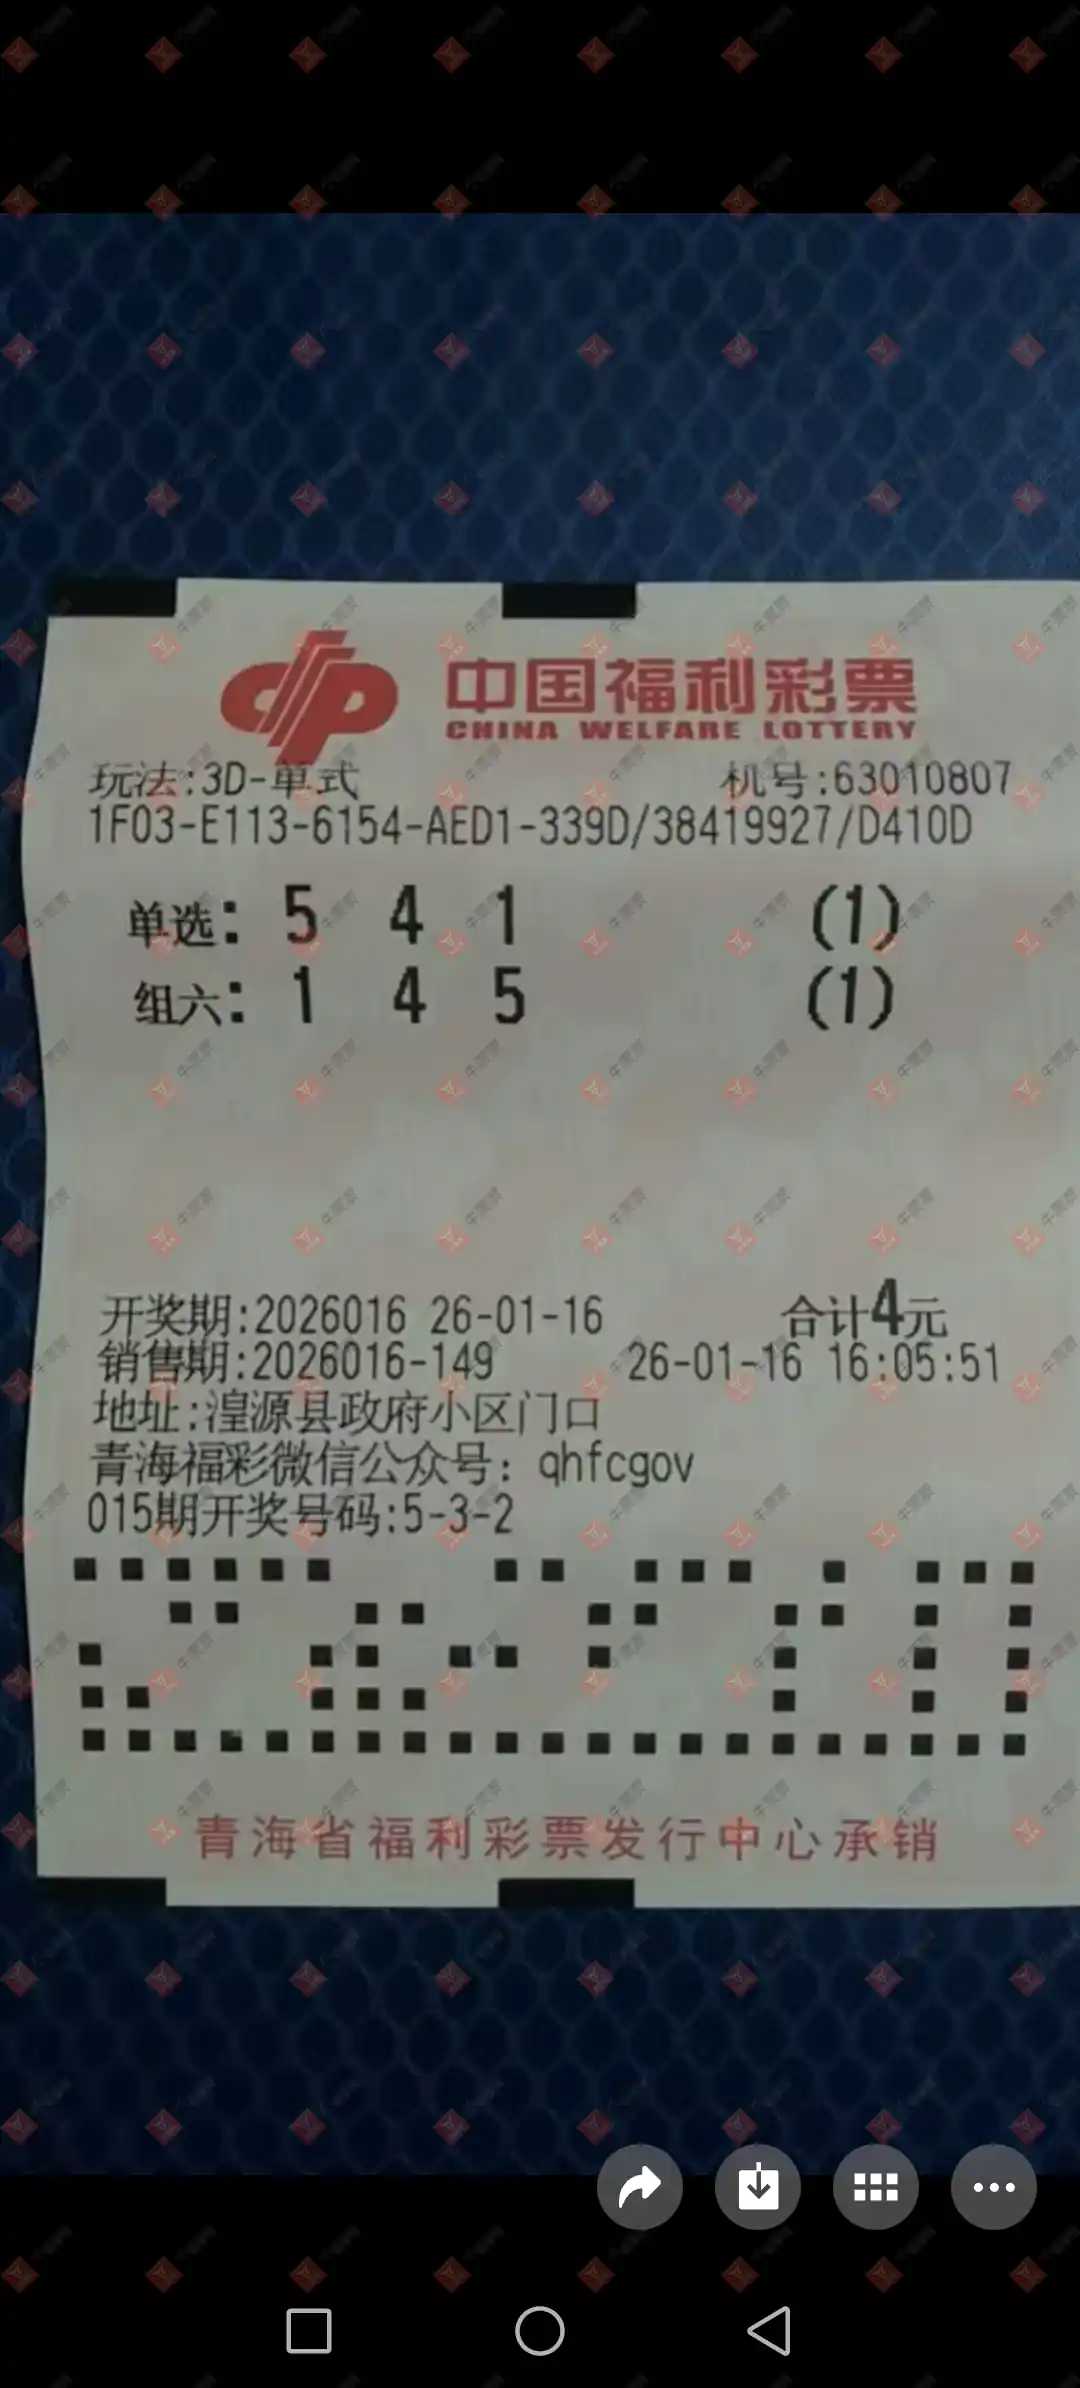 中国福利彩票
CHINA WELFARE LOTTERY
玩法:3D-单式 机号:63010807
1F03-E113-6154-AED1-339D/38419927/D410D
单选: 5 4 1 (1)
组六: 1 4 5 (1)
开奖期:2026016 26-01-16 合计4元
销售期:2026016-149 26-01-16 16:05:51
地址:湟源县政府小区门口
青海福彩微信公众号: qhfcgov
015期开奖号码:5-3-2
青海省福利彩票发行中心承销